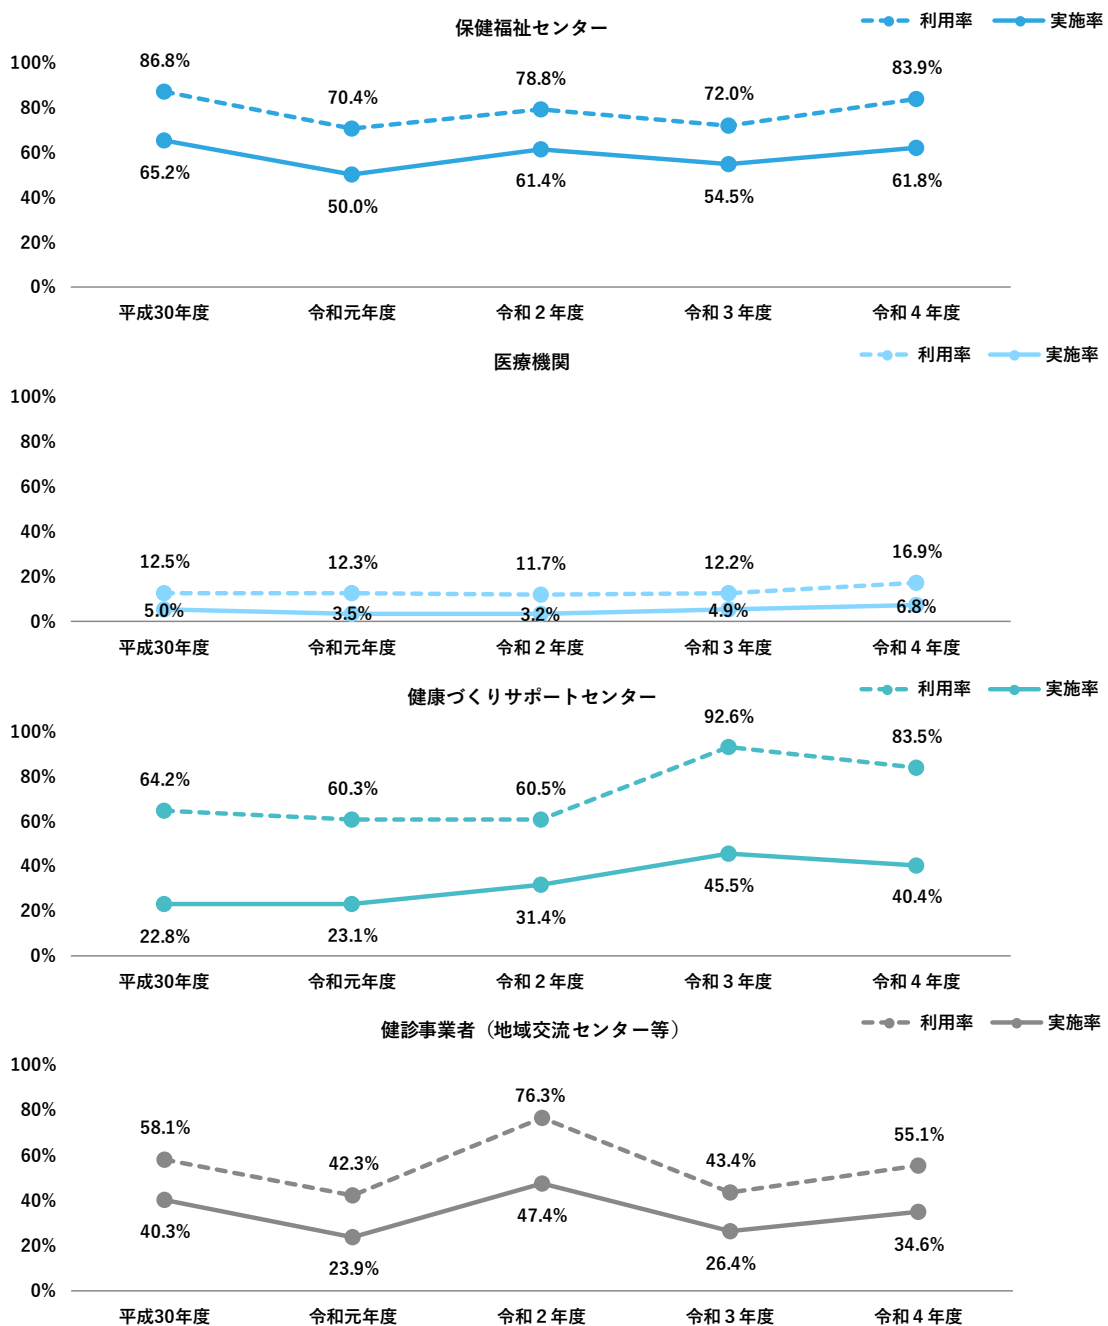 保健福祉センター
利用率 実施率
100%
80%
60%
40%
20%
0%
86.8% 70.4% 78.8% 72.0% 83.9%
65.2% 50.0% 61.4% 54.5% 61.8%
平成30年度 令和元年度 令和２年度 令和３年度 令和４年度
医療機関
利用率 実施率
100%
80%
60%
40%
20%
0%
12.5% 12.3% 11.7% 12.2% 16.9%
5.0% 3.5% 3.2% 4.9% 6.8%
平成30年度 令和元年度 令和２年度 令和３年度 令和４年度
健康づくりサポートセンター
利用率 実施率
100%
80%
60%
40%
20%
0%
64.2% 60.3% 60.5% 92.6% 83.5%
22.8% 23.1% 31.4% 45.5% 40.4%
平成30年度 令和元年度 令和２年度 令和３年度 令和４年度
健診事業者（地域交流センター等）
利用率 実施率
100%
80%
60%
40%
20%
0%
58.1% 42.3% 76.3% 43.4% 55.1%
40.3% 23.9% 47.4% 26.4% 34.6%
平成30年度 令和元年度 令和２年度 令和３年度 令和４年度